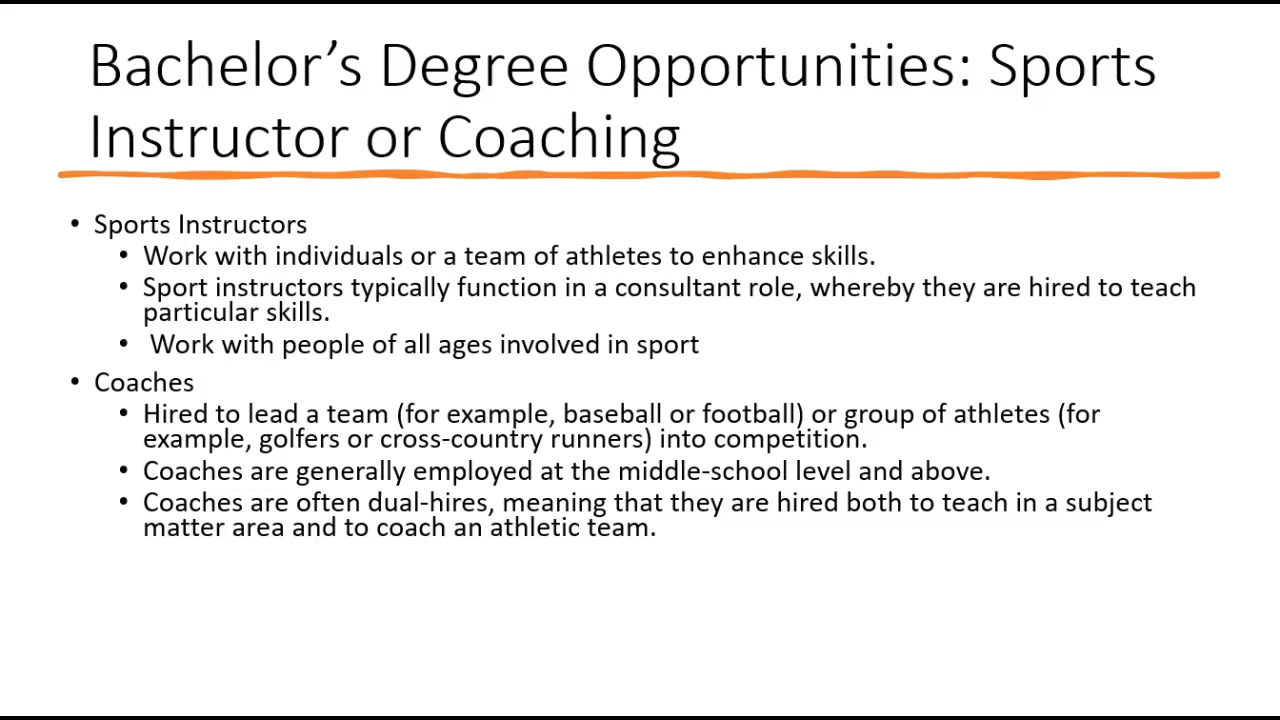 Bachelor’s Degree Opportunities: Sports
Instructor or Coaching
• Sports Instructors
• Work with individuals or a team of athletes to enhance skills.
• Sport instructors typically function in a consultant role, whereby they are hired to teach
particular skills.
• Work with people of all ages involved in sport
• Coaches
• Hired to lead a team (for example, baseball or football) or group of athletes (for
example, golfers or cross-country runners) into competition.
• Coaches are generally employed at the middle-school level and above.
• Coaches are often dual-hires, meaning that they are hired both to teach in a subject
matter area and to coach an athletic team.